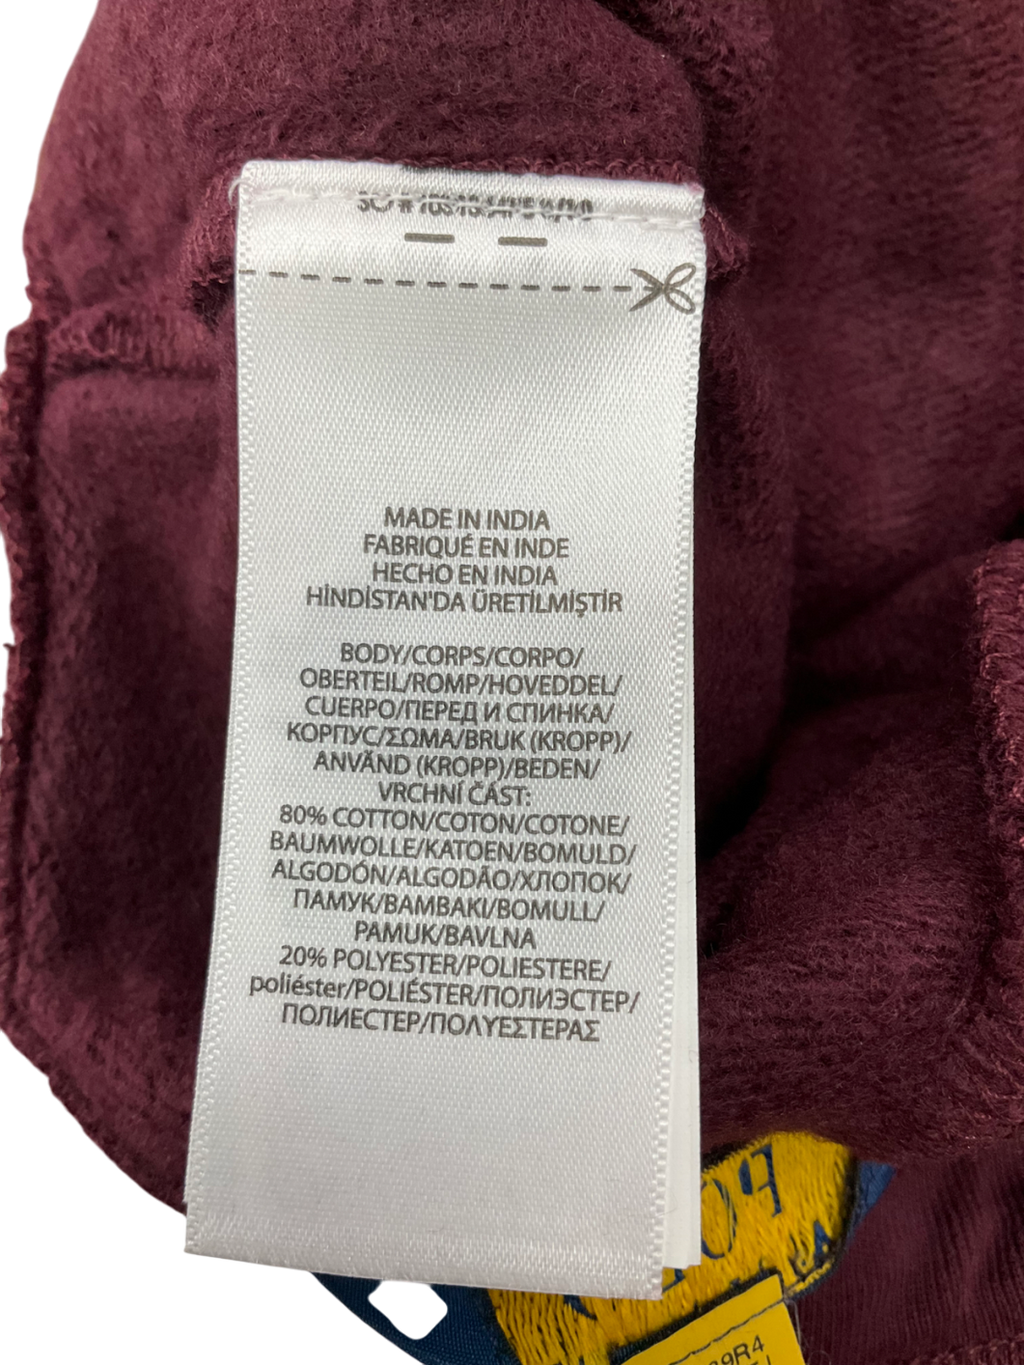 MADE IN INDIA
FABRIQUÉ EN INDE
HECHO EN INDIA
HİNDİSTAN'DA ÜRETİLMİŞTİR
BODY/CORPS/CORPO/
OBERTEIL/ROMP/HOVEDDEL/
CUERPO/ПЕРЕД И СПИНКА/
КОРПУС/ΣΩΜΑ/BRUK (KROPP)/
ANVÄND (KROPP)/BEDEN/
VRCHNÍ ČÁST:
80% COTTON/COTON/COTONE/
BAUMWOLLE/KATOEN/BOMULD/
ALGODÓN/ALGODÃO/ХЛОПОК/
ПАМУК/BAMBAKI/BOMULL/
PAMUK/BAVLNA
20% POLYESTER/POLIESTERE/
poliéster/POLIÉSTER/ПОЛИЭСТЕР/
ПОЛИЕСТЕР/ΠΟΛΥΕΣΤΕΡΑΣ